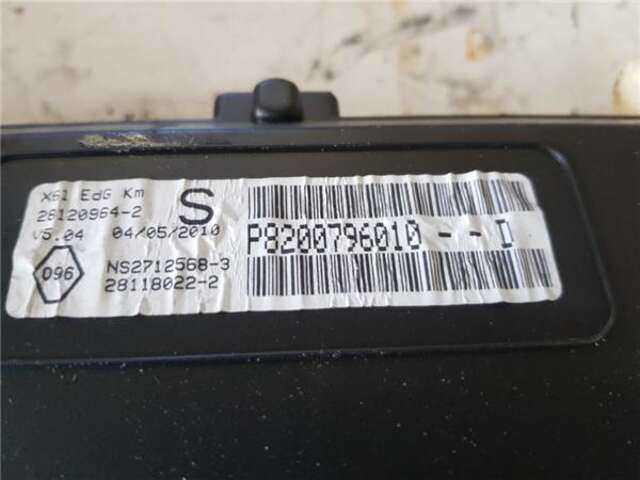 X61 EdG Km
28120964-2
S
V5.04 04/05/2010
P8200796010--D
096
NS2712568-3
28118022-2